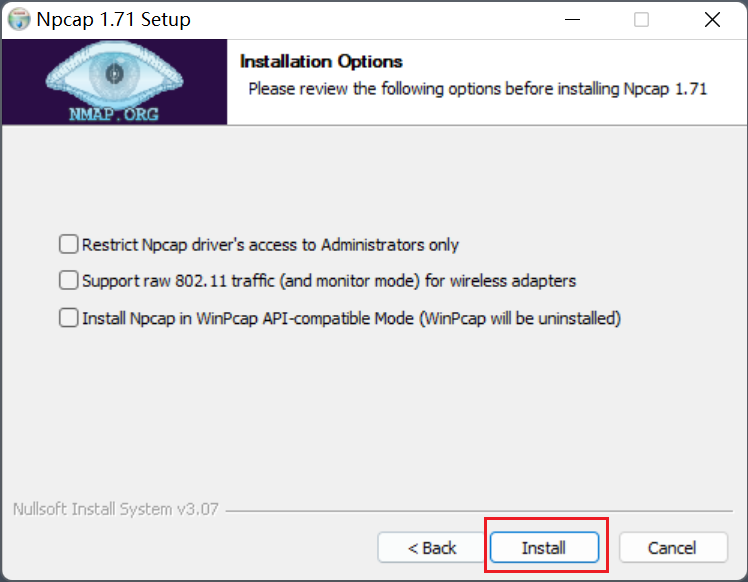 Npcap 1.71 Setup
NMAP.ORG
Installation Options
Please review the following options before installing Npcap 1.71
Restrict Npcap driver's access to Administrators only
Support raw 802.11 traffic (and monitor mode) for wireless adapters
Install Npcap in WinPcap API-compatible Mode (WinPcap will be uninstalled)
Nullsoft Install System v3.07
< Back
Install
Cancel